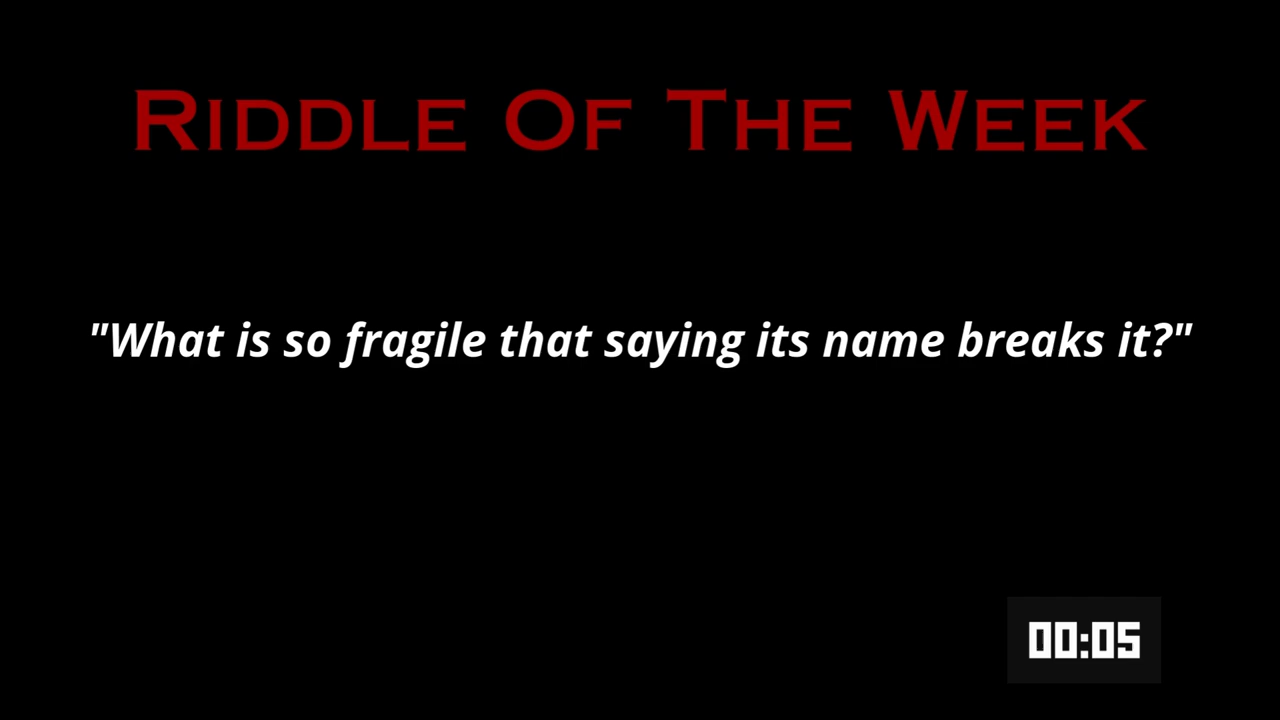 Riddle Of The Week
"What is so fragile that saying its name breaks it?"
00:05